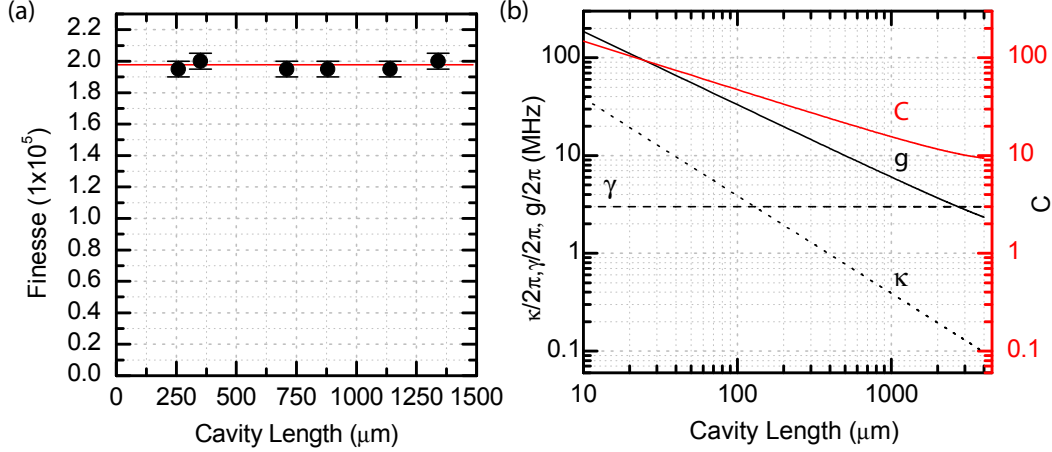 (a)
2.2
2.0
1.8
1.6
1.4
1.2
1.0
0.8
0.6
0.4
0.2
0.0
Finesse (1x10⁵)
0 250 500 750 1000 1250 1500
Cavity Length (μm)
(b)
100
10
1
0.1
κ/2π,γ/2π, g/2π (MHz)
C
g
γ
κ
100
10
1
0.1
C
10 100 1000
Cavity Length (μm)